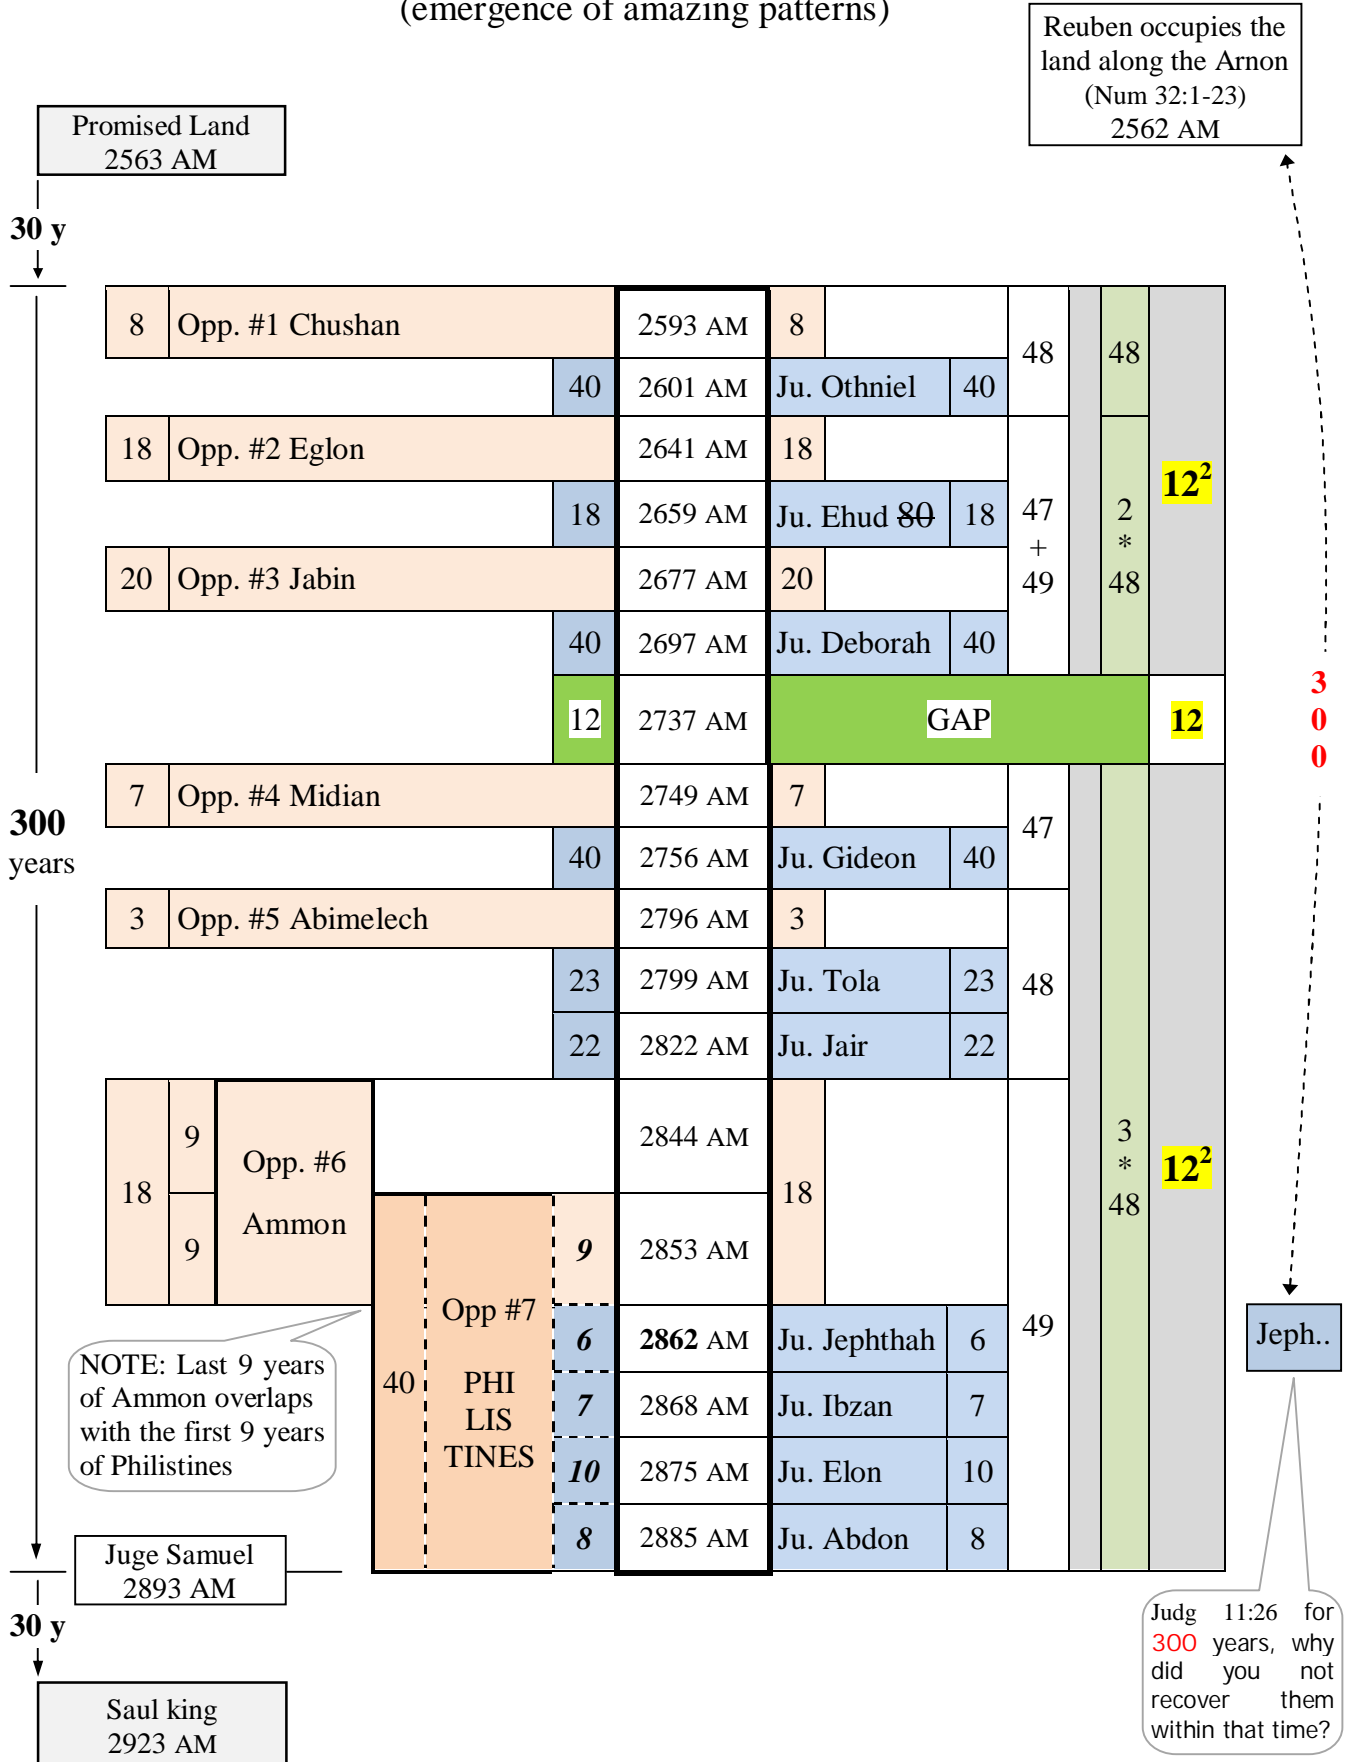 (emergence of amazing patterns)
Reuben occupies the
land along the Arnon
(Num 32:1-23)
2562 AM
Promised Land
2563 AM
30 y
8 Opp. #1 Chushan 2593 AM 8
48 48
40 2601 AM Ju. Othniel 40
18 Opp. #2 Eglon 2641 AM 18
12²
18 2659 AM Ju. Ehud 80 18
47
+
49
2
*
48
20 Opp. #3 Jabin 2677 AM 20
40 2697 AM Ju. Deborah 40
12 2737 AM GAP 12
3
0
0
7 Opp. #4 Midian 2749 AM 7
47
300
years
40 2756 AM Ju. Gideon 40
3 Opp. #5 Abimelech 2796 AM 3
23 2799 AM Ju. Tola 23
48
22 2822 AM Ju. Jair 22
9 2844 AM
18
Opp. #6
Ammon
18
3
*
48
12²
9 9 2853 AM
40
Opp #7
PHI
LIS
TINES
49
6 2862 AM Ju. Jephthah 6
Jeph..
NOTE: Last 9 years
of Ammon overlaps
with the first 9 years
of Philistines
7 2868 AM Ju. Ibzan 7
10 2875 AM Ju. Elon 10
8 2885 AM Ju. Abdon 8
Juge Samuel
2893 AM
30 y
Saul king
2923 AM
Judg 11:26 for
300 years, why
did you not
recover them
within that time?